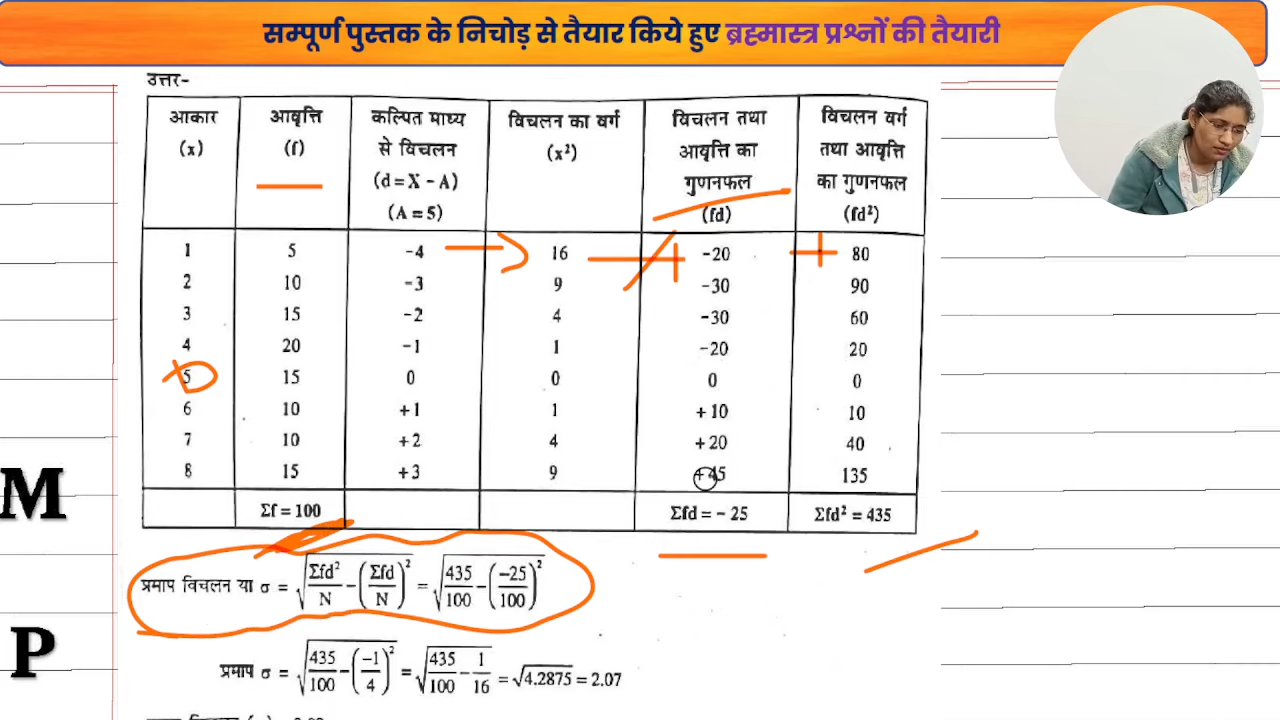 सम्पूर्ण पुस्तक के निचोड़ से तैयार किये हुए ब्रह्मास्त्र प्रश्नों की तैयारी
उत्तर-
आकार (x) आवृत्ति (f) कल्पित माध्य से विचलन (d = X - A) (A = 5) विचलन का वर्ग (x²) विचलन तथा आवृत्ति का गुणनफल (fd) विचलन वर्ग तथा आवृत्ति का गुणनफल (fd²)
1 5 -4 16 -20 80
2 10 -3 9 -30 90
3 15 -2 4 -30 60
4 20 -1 1 -20 20
5 15 0 0 0 0
6 10 +1 1 +10 10
7 10 +2 4 +20 40
8 15 +3 9 +45 135
Σf = 100 Σfd = - 25 Σfd² = 435
प्रमाप विचलन या σ = √(Σfd²/N - (Σfd/N)²) = √(435/100 - (-25/100)²)
प्रमाप σ = √(435/100 - (-1/4)²) = √(435/100 - 1/16) = √4.2875 = 2.07
M
P